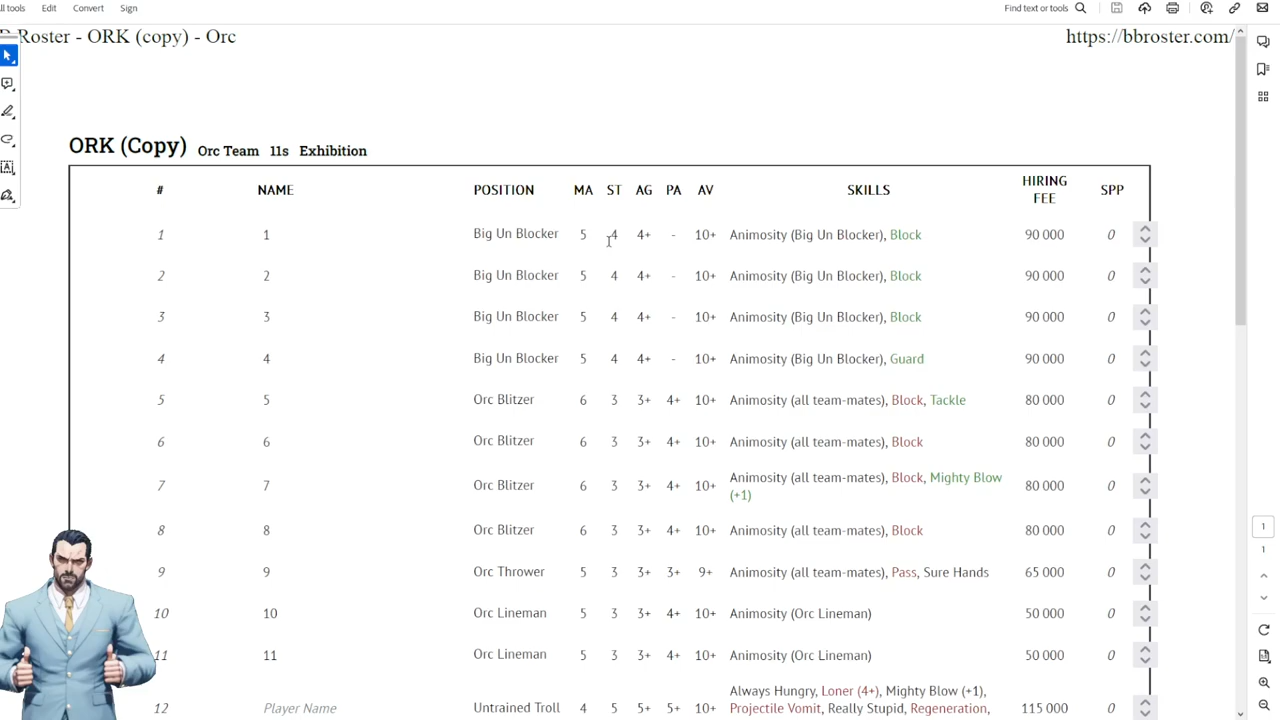 All tools Edit Convert Sign Find text or tools
Roster - ORK (copy) - Orc https://bbroster.com/
ORK (Copy) Orc Team 11s Exhibition
# NAME POSITION MA ST AG PA AV SKILLS HIRING FEE SPP
1 1 Big Un Blocker 5 4 4+ - 10+ Animosity (Big Un Blocker), Block 90 000 0
2 2 Big Un Blocker 5 4 4+ - 10+ Animosity (Big Un Blocker), Block 90 000 0
3 3 Big Un Blocker 5 4 4+ - 10+ Animosity (Big Un Blocker), Block 90 000 0
4 4 Big Un Blocker 5 4 4+ - 10+ Animosity (Big Un Blocker), Guard 90 000 0
5 5 Orc Blitzer 6 3 3+ 4+ 10+ Animosity (all team-mates), Block, Tackle 80 000 0
6 6 Orc Blitzer 6 3 3+ 4+ 10+ Animosity (all team-mates), Block 80 000 0
7 7 Orc Blitzer 6 3 3+ 4+ 10+ Animosity (all team-mates), Block, Mighty Blow (+1) 80 000 0
8 8 Orc Blitzer 6 3 3+ 4+ 10+ Animosity (all team-mates), Block 80 000 0
9 9 Orc Thrower 5 3 3+ 3+ 9+ Animosity (all team-mates), Pass, Sure Hands 65 000 0
10 10 Orc Lineman 5 3 3+ 4+ 10+ Animosity (Orc Lineman) 50 000 0
11 11 Orc Lineman 5 3 3+ 4+ 10+ Animosity (Orc Lineman) 50 000 0
12 Player Name Untrained Troll 4 5 5+ 5+ 10+ Always Hungry, Loner (4+), Mighty Blow (+1), Projectile Vomit, Really Stupid, Regeneration, 115 000 0
1
1